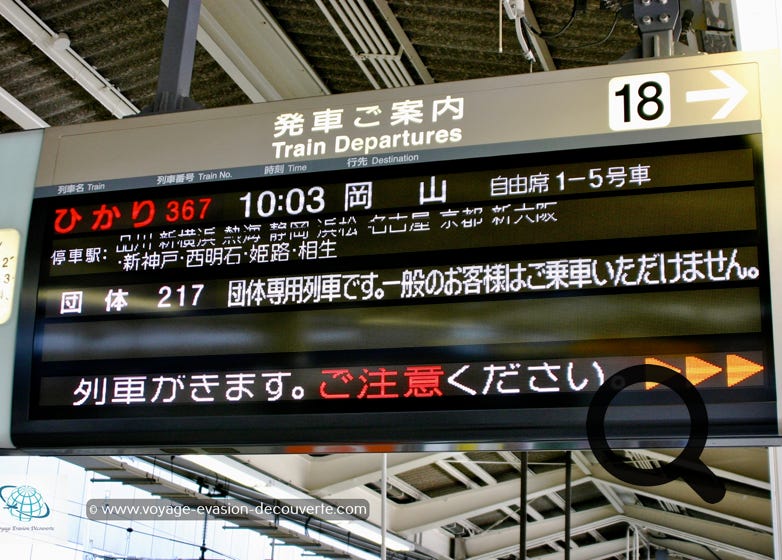 発車ご案内
18
Train Departures
列車名 Train 列車番号 Train No. 時刻 Time 行先 Destination
ひかり 367 10:03 岡山 自由席 1-5号車
品川 新横浜 熱海 静岡 浜松 名古屋 京都 新大阪
停車駅: ・新神戸・西明石・姫路・相生
団体 217 団体専用列車です。一般のお客様はご乗車いただけません。
列車がきます。ご注意ください。
© www.voyage-evasion-decouverte.com
Voyage Evasion Découverte